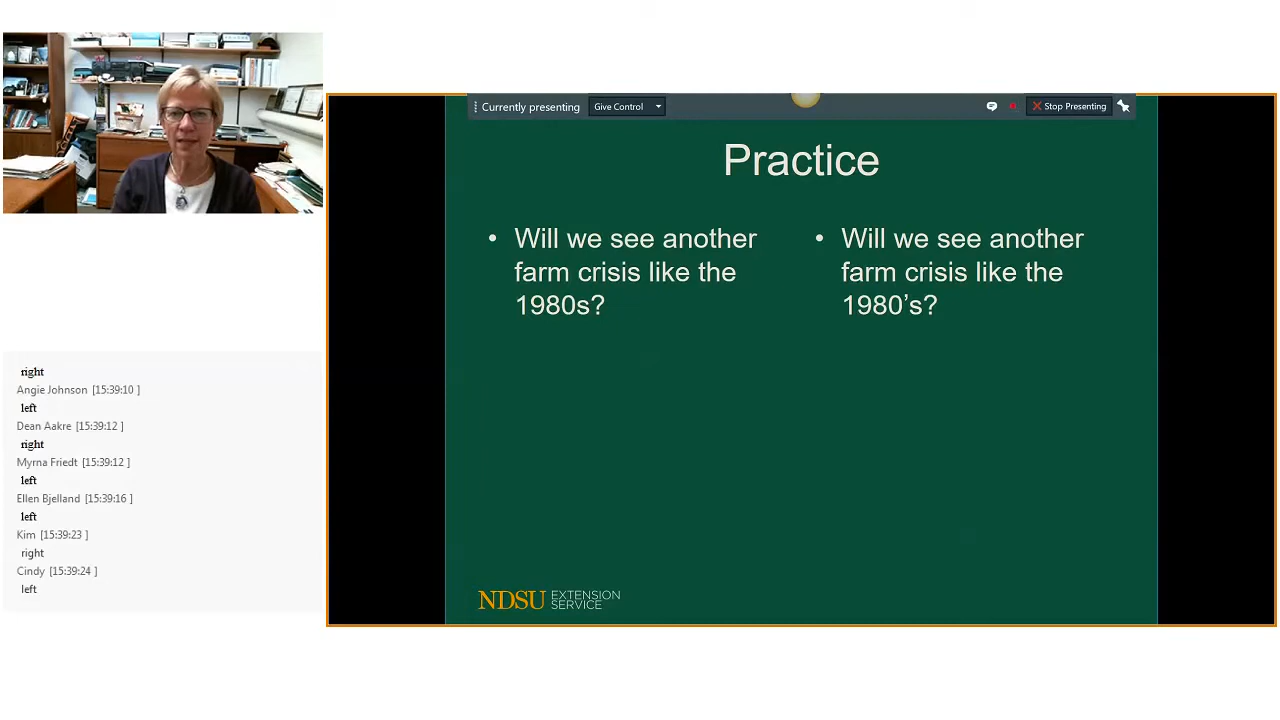 Currently presenting
Give Control
Stop Presenting
Practice
• Will we see another
farm crisis like the
1980s?
• Will we see another
farm crisis like the
1980’s?
NDSU EXTENSION
SERVICE
right
Angie Johnson [15:39:10 ]
left
Dean Aakre [15:39:12 ]
right
Myrna Friedt [15:39:12 ]
left
Ellen Bjelland [15:39:16 ]
left
Kim [15:39:23 ]
right
Cindy [15:39:24 ]
left